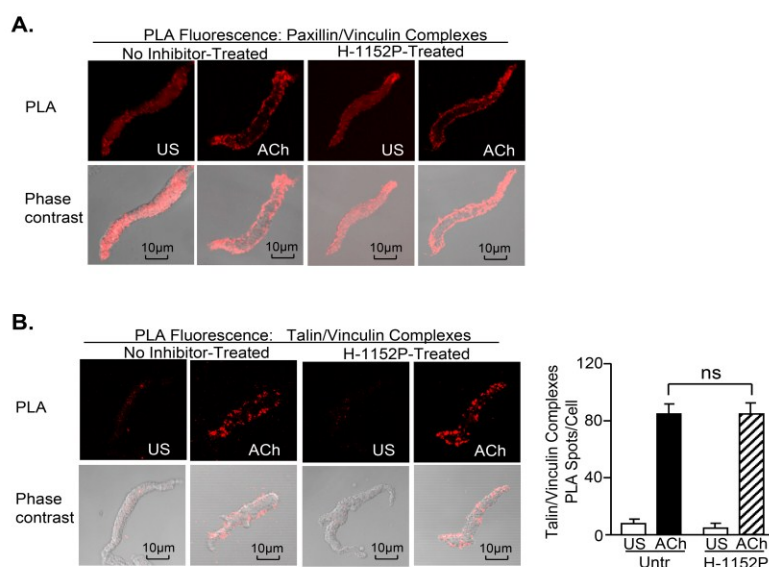 A.
PLA Fluorescence: Paxillin/Vinculin Complexes
No Inhibitor-Treated H-1152P-Treated
PLA
US ACh US ACh
Phase
contrast
10µm 10µm 10µm 10µm
B.
PLA Fluorescence: Talin/Vinculin Complexes
No Inhibitor-Treated H-1152P-Treated
PLA
US ACh US ACh
Phase
contrast
10µm 10µm 10µm 10µm
Talin/Vinculin Complexes
PLA Spots/Cell
120
80
40
0
ns
US ACh US ACh
Untr H-1152P